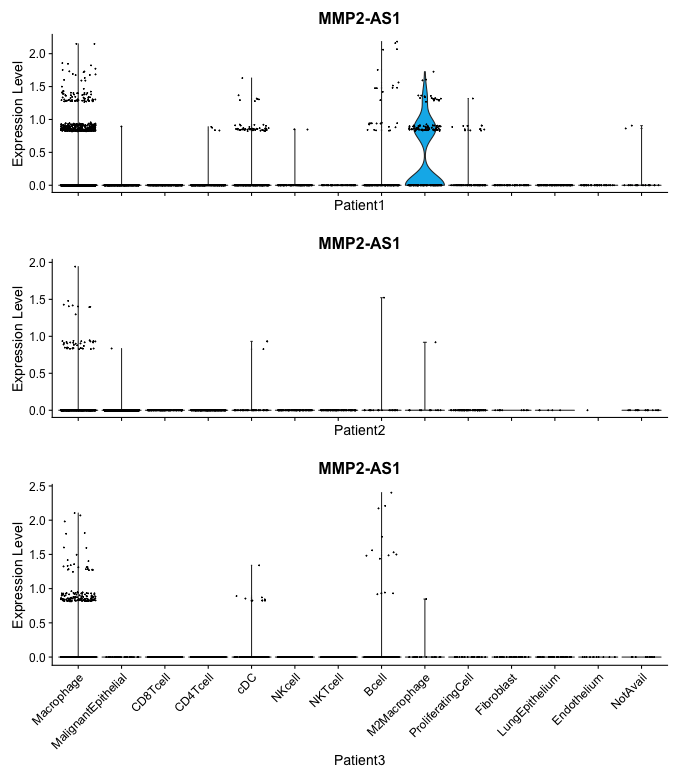 MMP2-AS1
Expression Level
2.0
1.5
1.0
0.5
0.0
Patient1
MMP2-AS1
Expression Level
2.0
1.5
1.0
0.5
0.0
Patient2
MMP2-AS1
Expression Level
2.5
2.0
1.5
1.0
0.5
0.0
Macrophage
MalignantEpithelial
CD8Tcell
CD4Tcell
cDC
NKcell
NKTcell
Bcell
M2Macrophage
ProliferatingCell
Fibroblast
LungEpithelium
Endothelium
NotAvail
Patient3